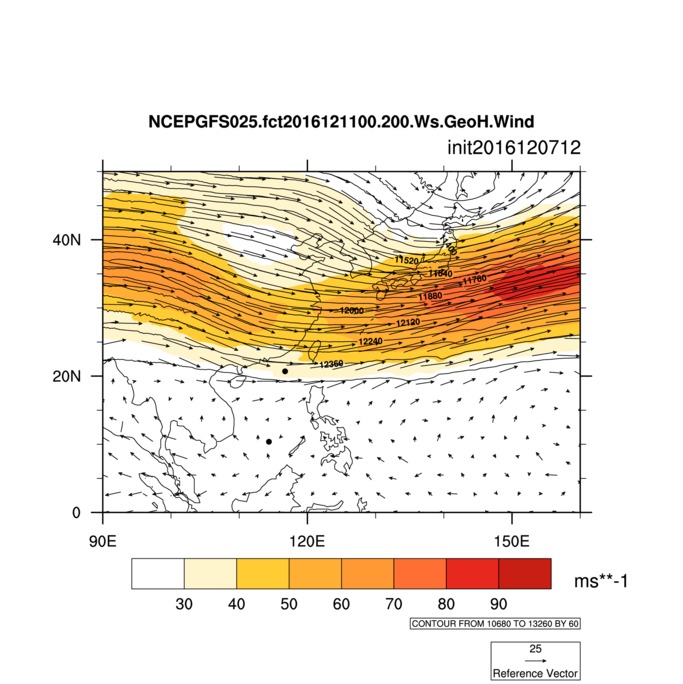 NCEPGFS025.fct2016121100.200.Ws.GeoH.Wind
init2016120712
40N
20N
0
11520
11640
11760
11880
12000
12120
12240
12360
90E 120E 150E
30 40 50 60 70 80 90
ms**-1
CONTOUR FROM 10680 TO 13260 BY 60
25
Reference Vector